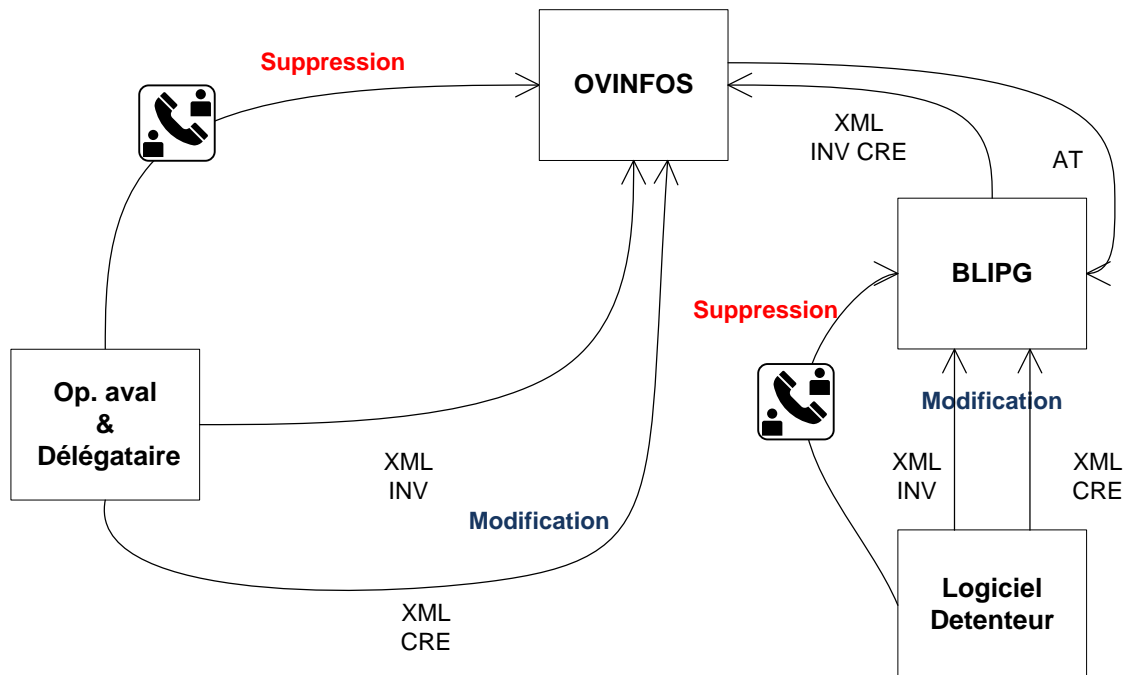 Suppression
OVINFOS
XML
INV CRE
AT
BLIPG
Suppression
Op. aval
&
Délégataire
Modification
XML
INV
XML
INV
XML
CRE
Modification
Logiciel
Detenteur
XML
CRE